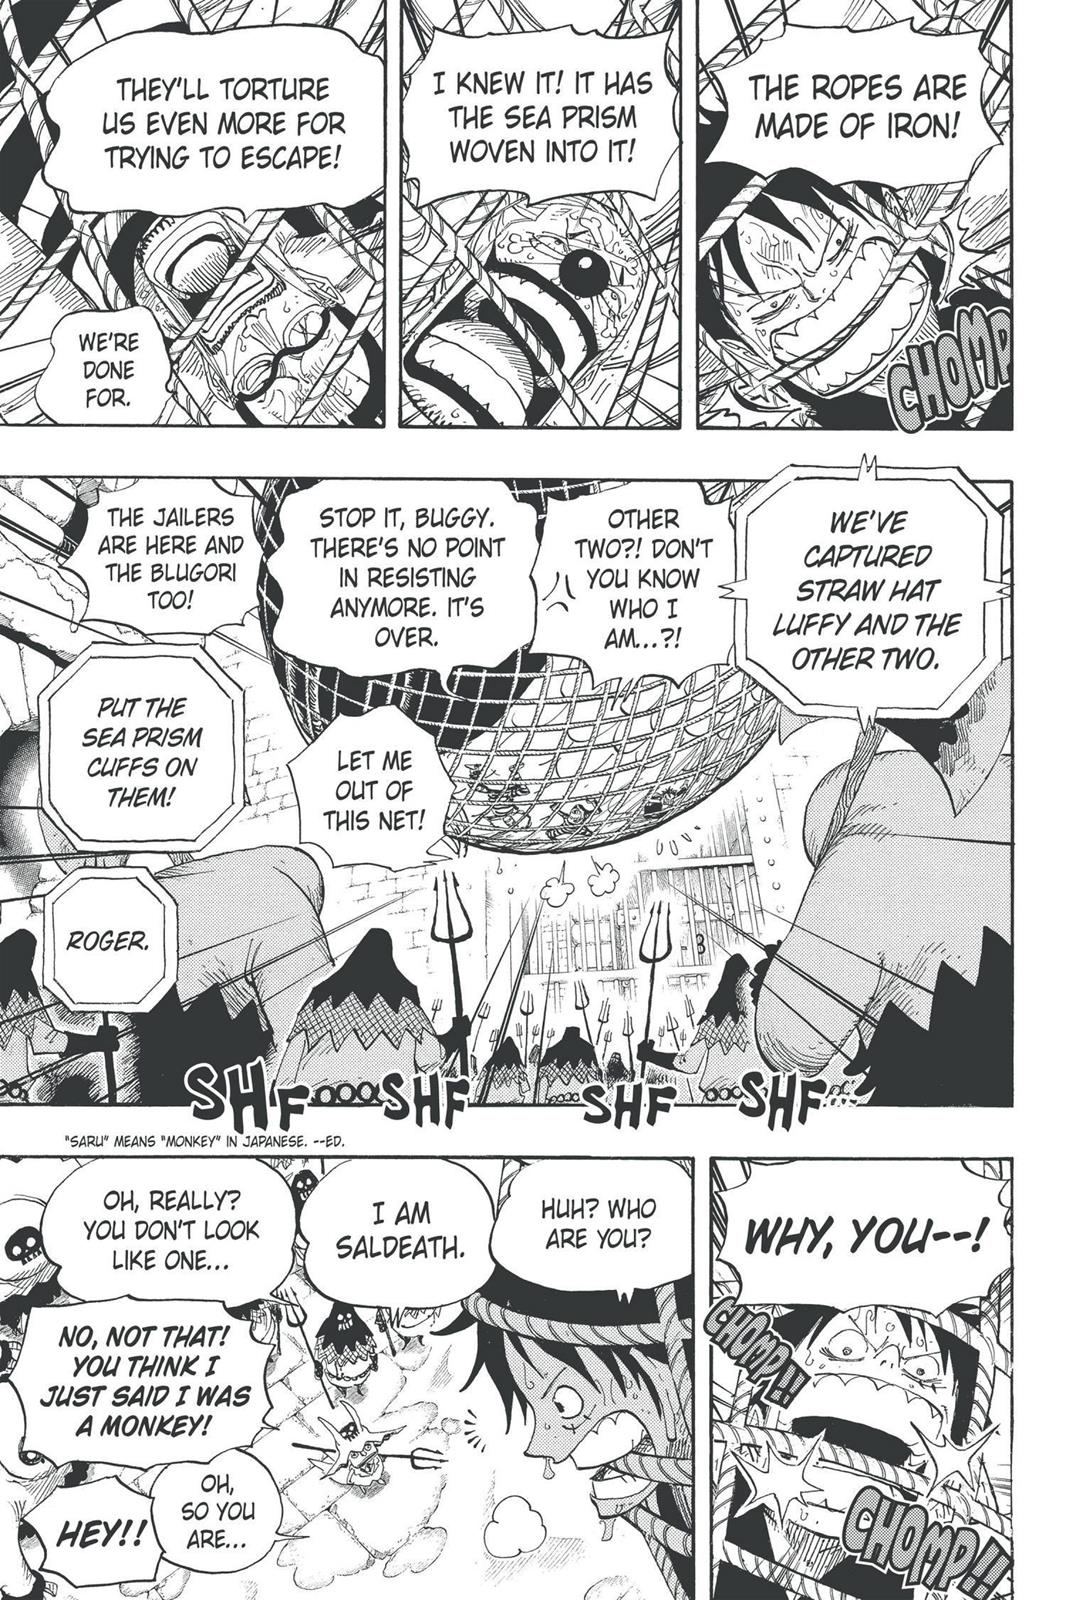 THE ROPES ARE
MADE OF IRON!
CHOMP
I KNEW IT! IT HAS
THE SEA PRISM
WOVEN INTO IT!
THEY'LL TORTURE
US EVEN MORE FOR
TRYING TO ESCAPE!
WE'RE
DONE
FOR.
WE'VE
CAPTURED
STRAW HAT
LUFFY AND THE
OTHER TWO.
OTHER
TWO?! DON'T
YOU KNOW
WHO I
AM...?!
STOP IT, BUGGY.
THERE'S NO POINT
IN RESISTING
ANYMORE. IT'S
OVER.
LET ME
OUT OF
THIS NET!
THE JAILERS
ARE HERE AND
THE BLUGORI
TOO!
PUT THE
SEA PRISM
CUFFS ON
THEM!
ROGER.
SHF
SHF
SHF
SHF
"SARU" MEANS "MONKEY" IN JAPANESE. --ED.
WHY, YOU--!
CHOMP!!
CHOMP!!
HUH? WHO
ARE YOU?
I AM
SALDEATH.
OH, REALLY?
YOU DON'T LOOK
LIKE ONE...
NO, NOT THAT!
YOU THINK I
JUST SAID I WAS
A MONKEY!
OH,
SO YOU
ARE...
HEY!!